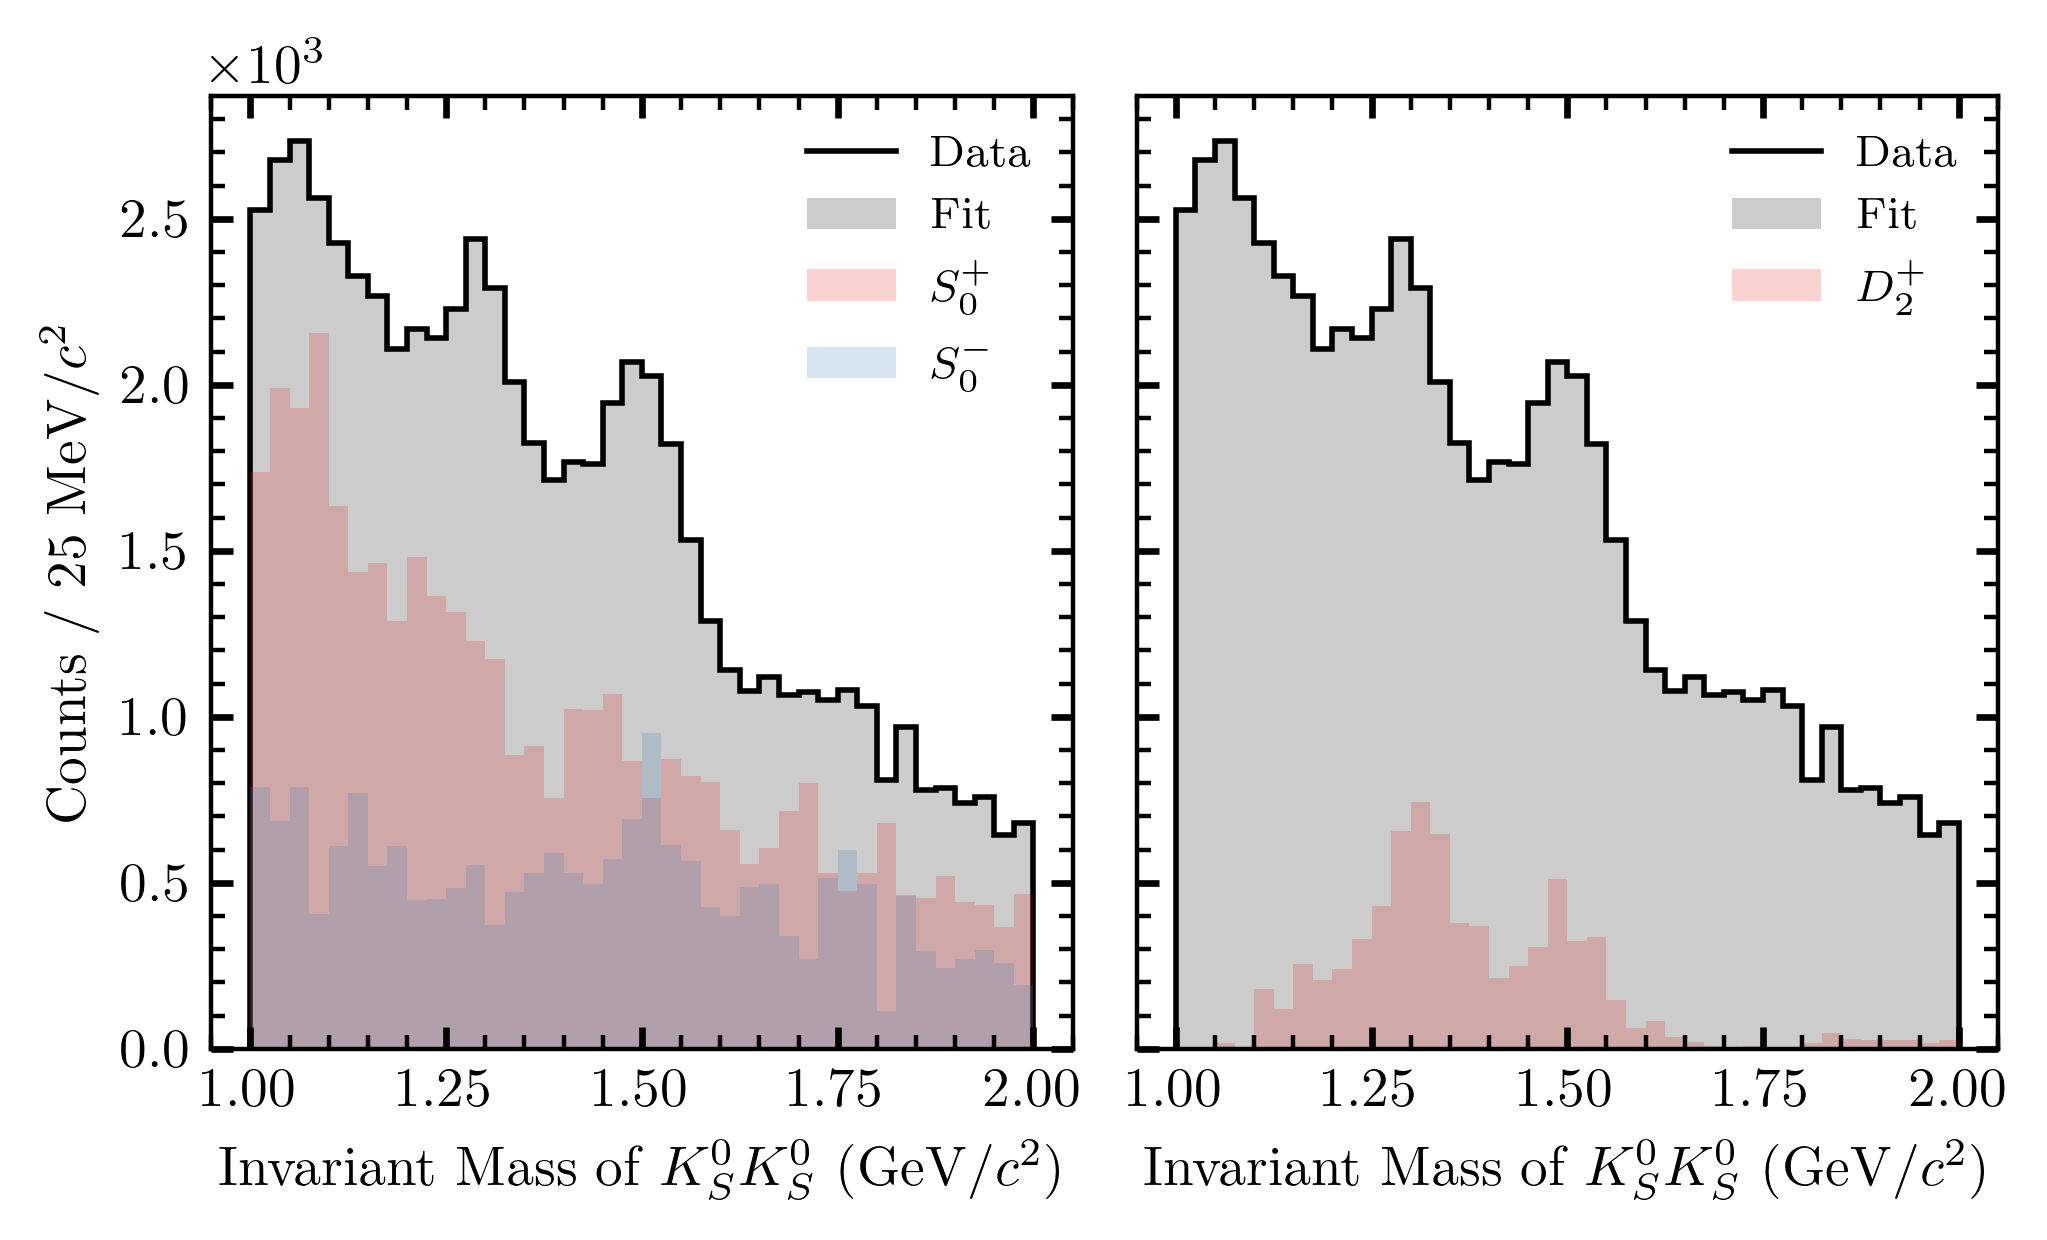 ×10³
Counts / 25 MeV/c²
2.5
2.0
1.5
1.0
0.5
0.0
Data
Fit
S₀⁺
S₀⁻
1.00 1.25 1.50 1.75 2.00
Invariant Mass of K⁰_S K⁰_S (GeV/c²)
Data
Fit
D₂⁺
1.00 1.25 1.50 1.75 2.00
Invariant Mass of K⁰_S K⁰_S (GeV/c²)